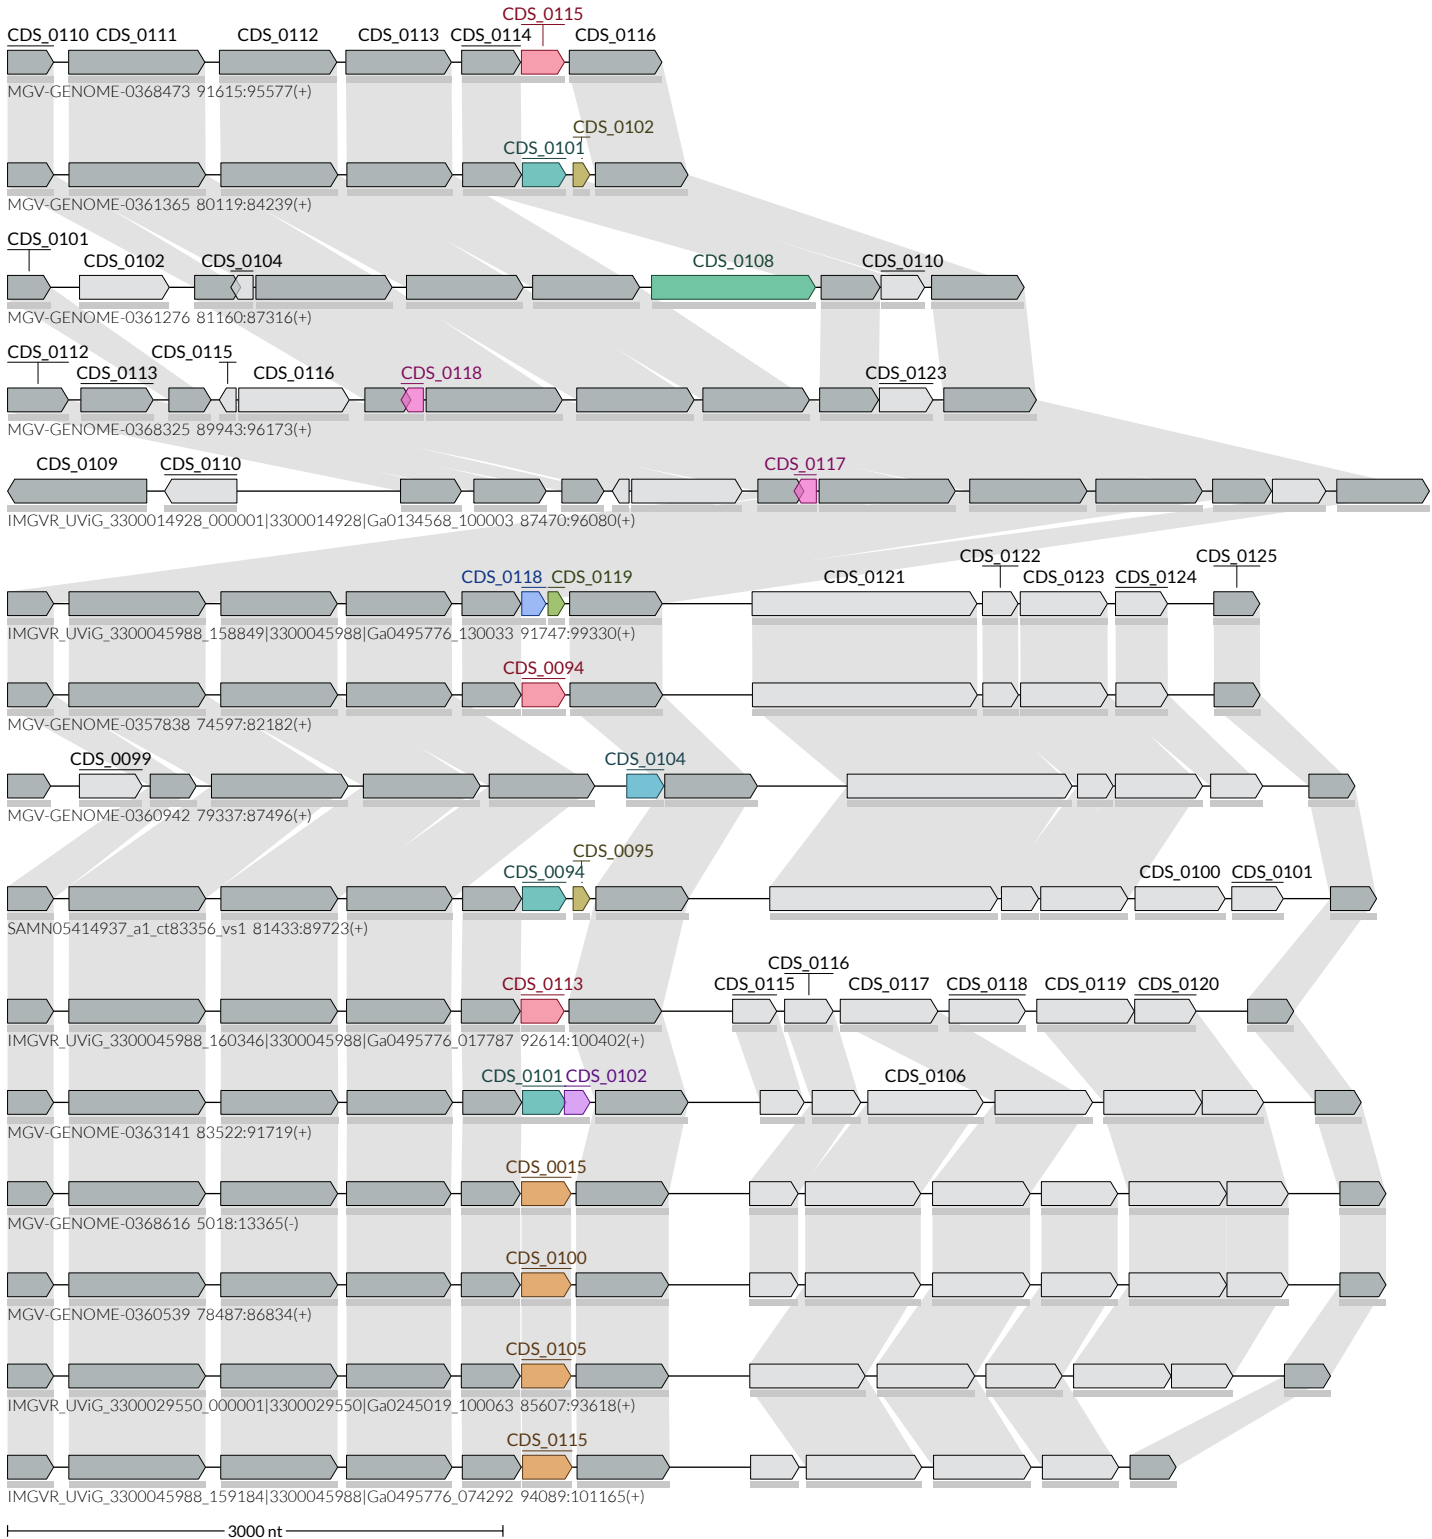 CDS_0115
CDS_0110 CDS_0111 CDS_0112 CDS_0113 CDS_0114 CDS_0116
MGV-GENOME-0368473 91615:95577(+)
CDS_0102
CDS_0101
MGV-GENOME-0361365 80119:84239(+)
CDS_0101
CDS_0102 CDS_0104 CDS_0108 CDS_0110
MGV-GENOME-0361276 81160:87316(+)
CDS_0112 CDS_0115
CDS_0113 CDS_0116 CDS_0118 CDS_0123
MGV-GENOME-0368325 89943:96173(+)
CDS_0109 CDS_0110 CDS_0117
IMGVR_UViG_3300014928_000001|3300014928|Ga0134568_100003 87470:96080(+)
CDS_0122 CDS_0125
CDS_0118 CDS_0119 CDS_0121 CDS_0123 CDS_0124
IMGVR_UViG_3300045988_158849|3300045988|Ga0495776_130033 91747:99330(+)
CDS_0094
MGV-GENOME-0357838 74597:82182(+)
CDS_0099 CDS_0104
MGV-GENOME-0360942 79337:87496(+)
CDS_0095
CDS_0094 CDS_0100 CDS_0101
SAMN05414937_a1_ct83356_vs1 81433:89723(+)
CDS_0116
CDS_0113 CDS_0115 CDS_0117 CDS_0118 CDS_0119 CDS_0120
IMGVR_UViG_3300045988_160346|3300045988|Ga0495776_017787 92614:100402(+)
CDS_0101 CDS_0102 CDS_0106
MGV-GENOME-0363141 83522:91719(+)
CDS_0015
MGV-GENOME-0368616 5018:13365(-)
CDS_0100
MGV-GENOME-0360539 78487:86834(+)
CDS_0105
IMGVR_UViG_3300029550_000001|3300029550|Ga0245019_100063 85607:93618(+)
CDS_0115
IMGVR_UViG_3300045988_159184|3300045988|Ga0495776_074292 94089:101165(+)
3000 nt